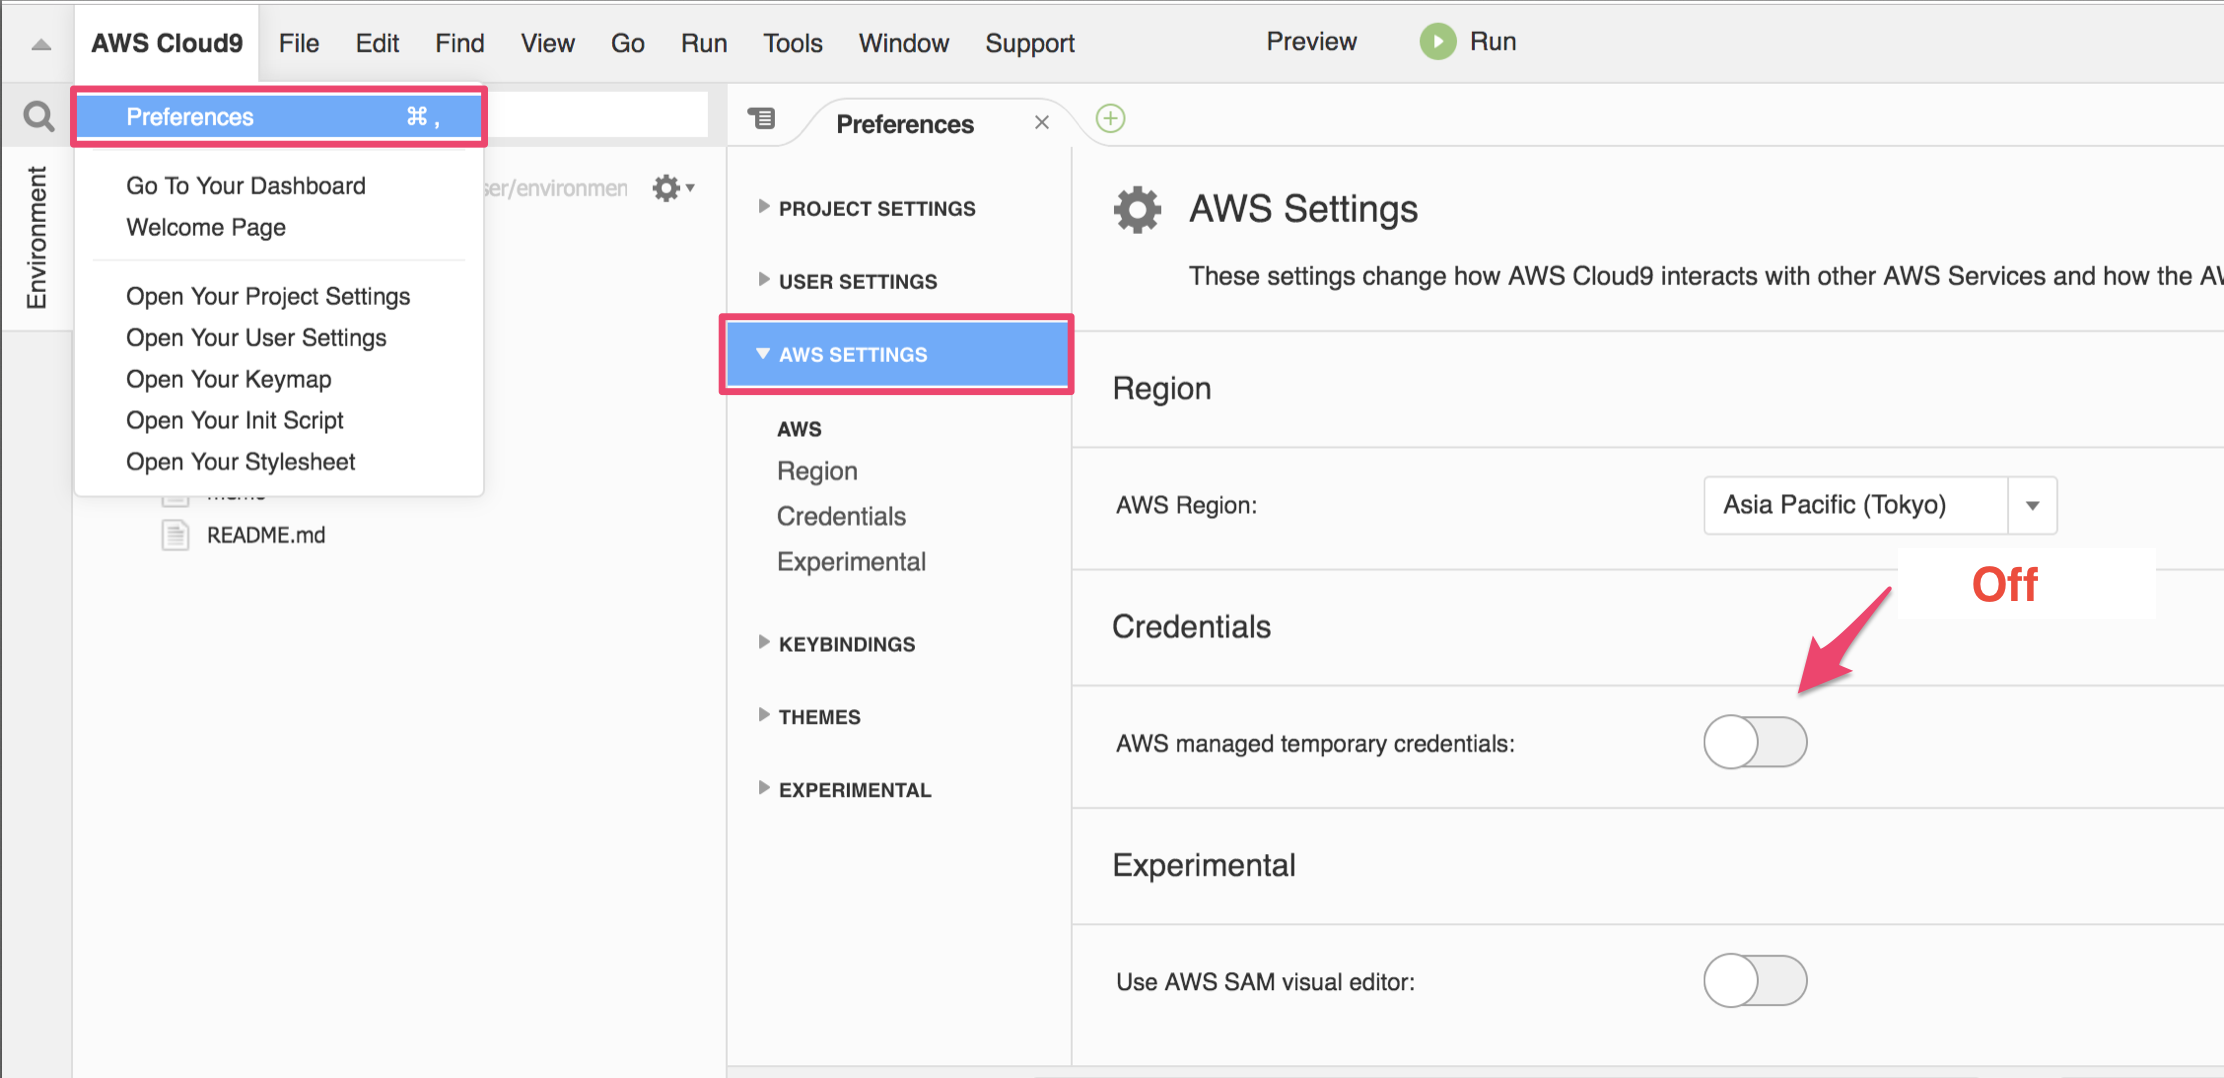 AWS Cloud9 File Edit Find View Go Run Tools Window Support Preview Run
Preferences ⌘ ,
Go To Your Dashboard
Welcome Page
Open Your Project Settings
Open Your User Settings
Open Your Keymap
Open Your Init Script
Open Your Stylesheet
Environment
ser/environmen
README.md
Preferences
PROJECT SETTINGS
USER SETTINGS
AWS SETTINGS
AWS
Region
Credentials
Experimental
KEYBINDINGS
THEMES
EXPERIMENTAL
AWS Settings
These settings change how AWS Cloud9 interacts with other AWS Services and how the AW
Region
AWS Region: Asia Pacific (Tokyo)
Off
Credentials
AWS managed temporary credentials:
Experimental
Use AWS SAM visual editor: